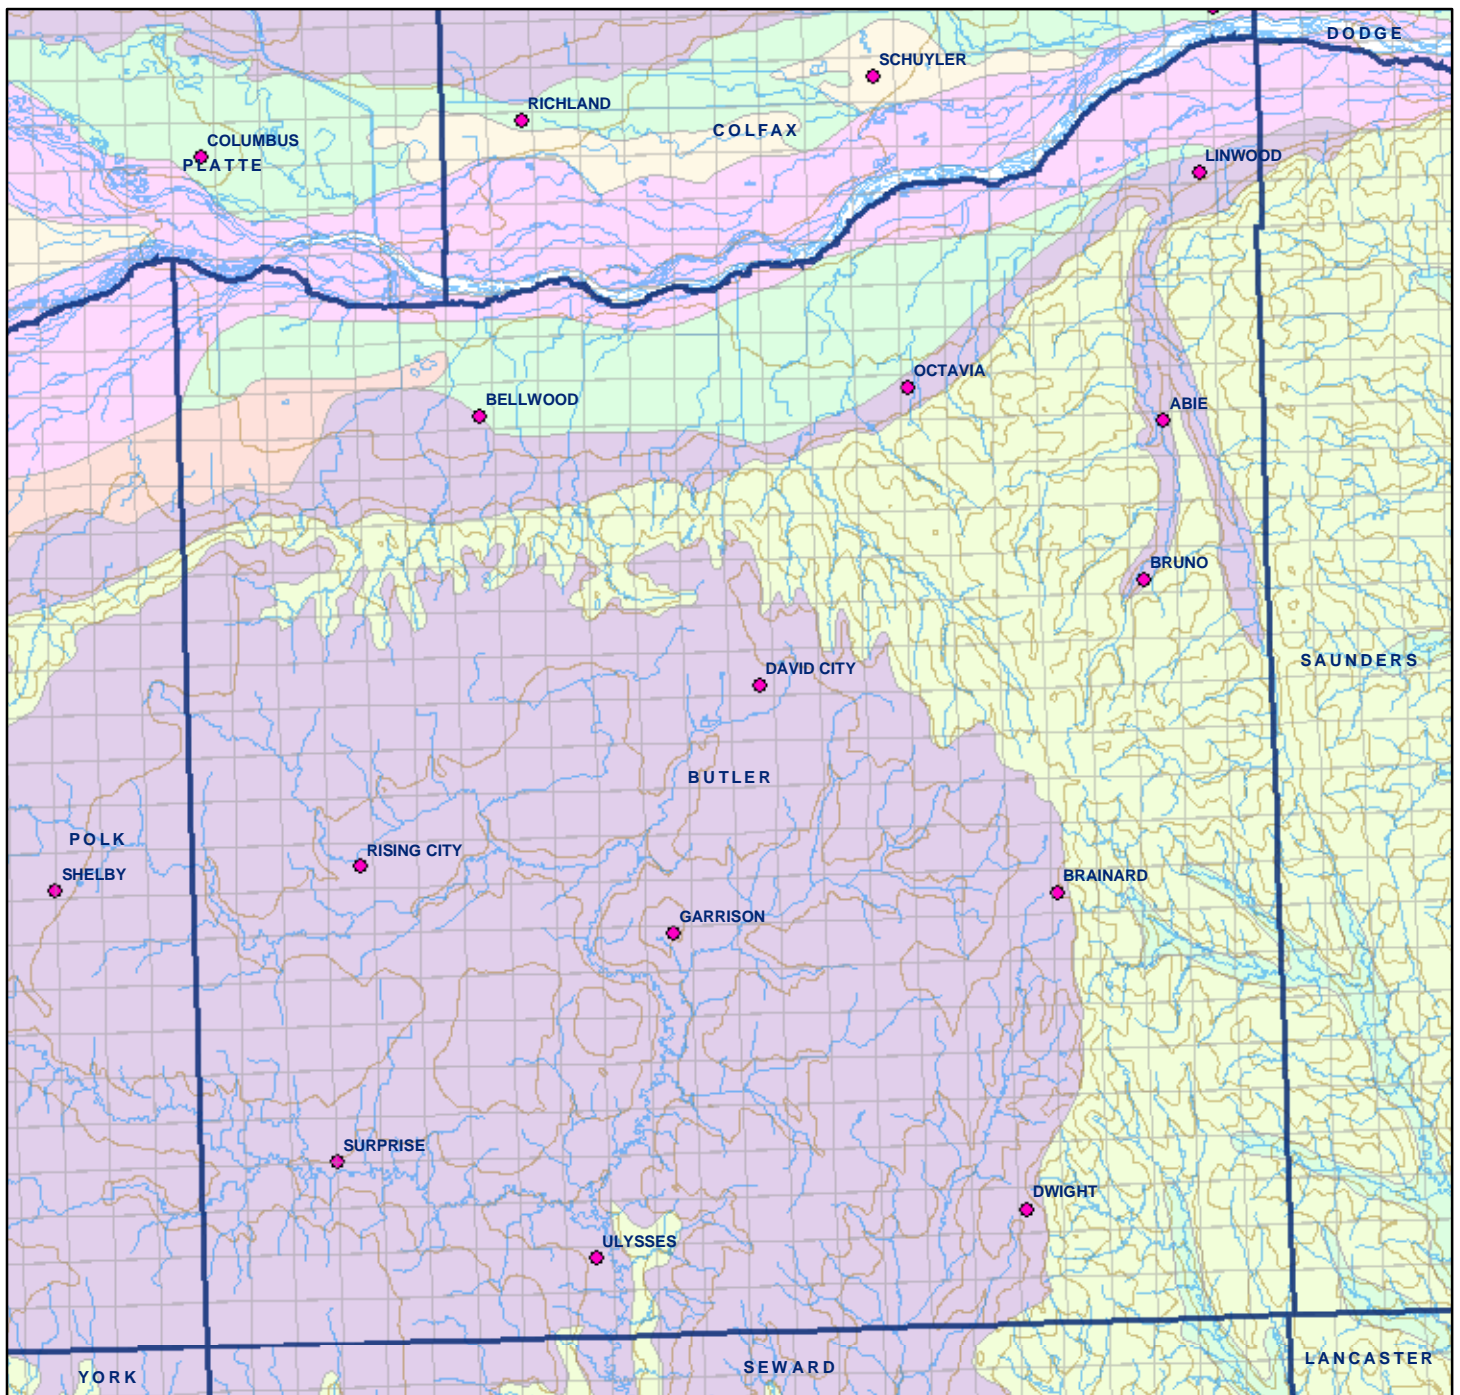 DODGE
SCHUYLER
RICHLAND
COLFAX
COLUMBUS
PLATTE
LINWOOD
OCTAVIA
BELLWOOD
ABIE
BRUNO
SAUNDERS
DAVID CITY
BUTLER
POLK
RISING CITY
SHELBY
BRAINARD
GARRISON
SURPRISE
DWIGHT
ULYSSES
LANCASTER
SEWARD
YORK